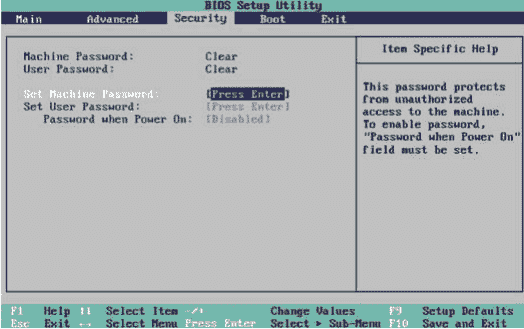 BIOS Setup Utility
Main Advanced Security Boot Exit
Machine Password: Clear
User Password: Clear
Set Machine Password: [Press Enter]
Set User Password: [Press Enter]
Password when Power On: [Disabled]
Item Specific Help
This password protects
from unauthorized
access to the machine.
To enable password,
"Password when Power On"
field must be set.
F1 Help ↑↓ Select Item -/+ Change Values F9 Setup Defaults
Esc Exit ↔ Select Menu Press Enter Select ▸ Sub-Menu F10 Save and Exit